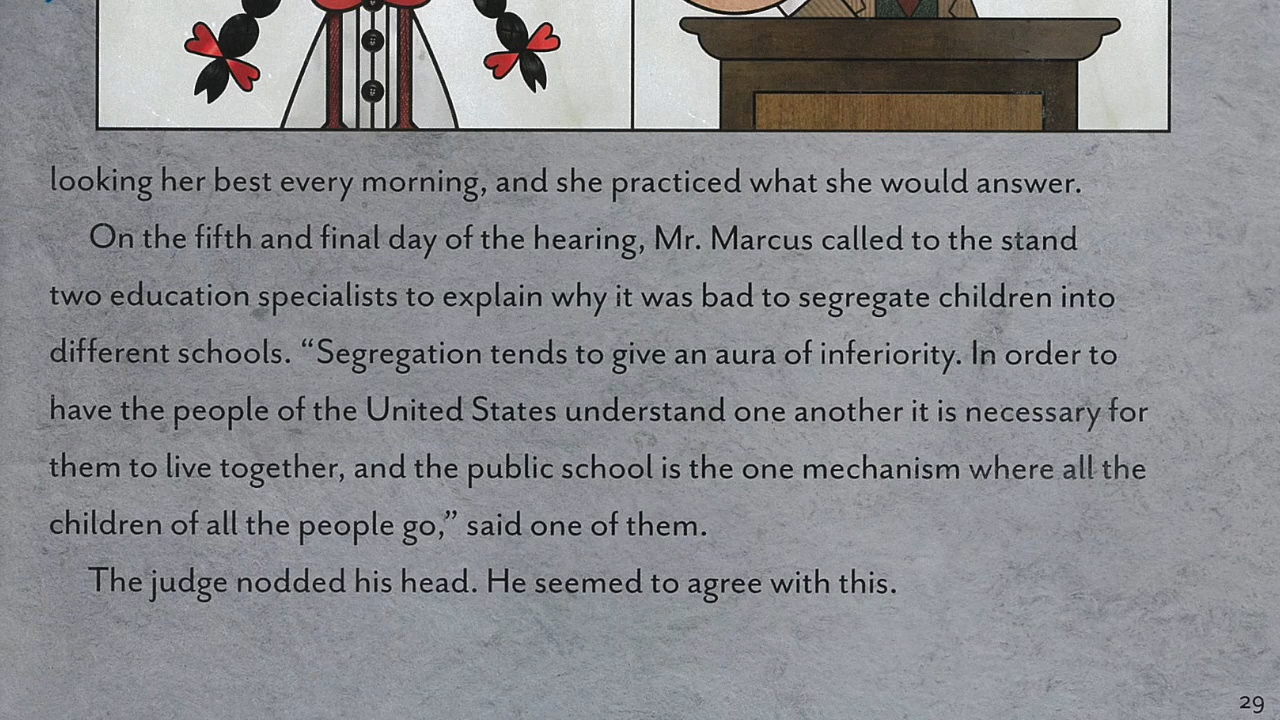 looking her best every morning, and she practiced what she would answer.
On the fifth and final day of the hearing, Mr. Marcus called to the stand
two education specialists to explain why it was bad to segregate children into
different schools. “Segregation tends to give an aura of inferiority. In order to
have the people of the United States understand one another it is necessary for
them to live together, and the public school is the one mechanism where all the
children of all the people go,” said one of them.
The judge nodded his head. He seemed to agree with this.
29